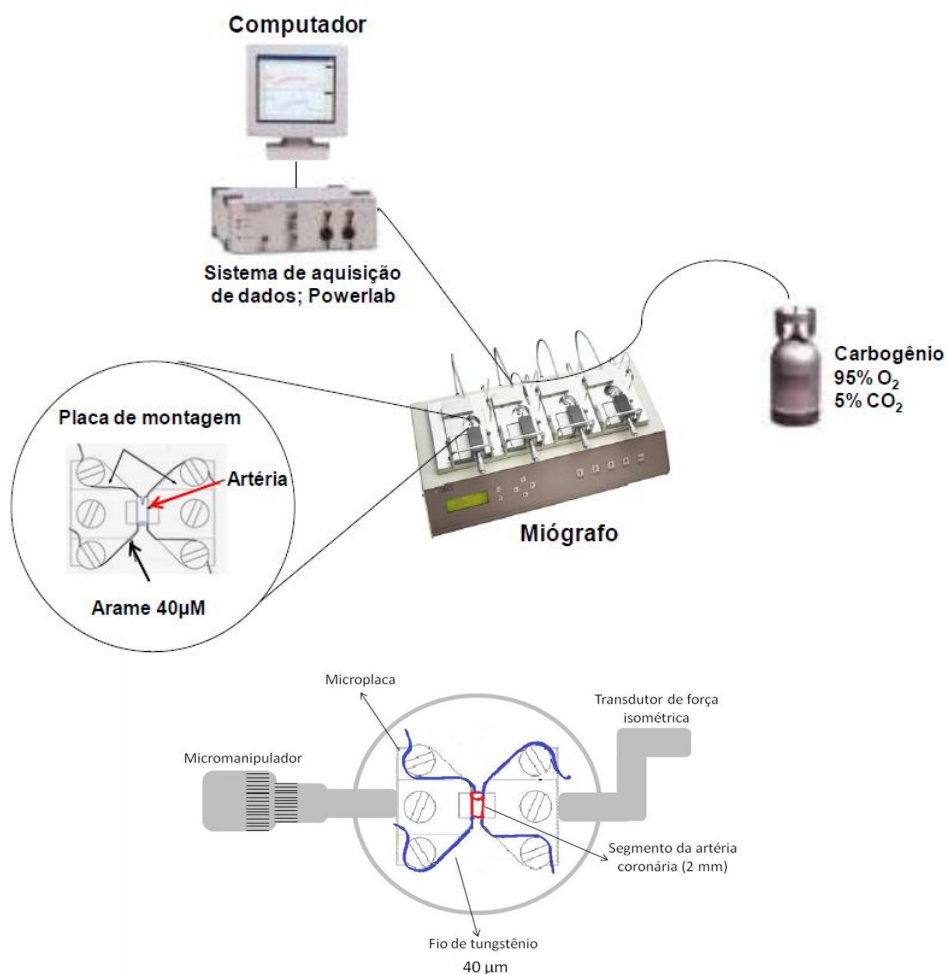 Computador
Sistema de aquisição
de dados; Powerlab
Carbogênio
95% O₂
5% CO₂
Placa de montagem
Artéria
Arame 40µM
Miógrafo
Microplaca
Transdutor de força
isométrica
Micromanipulador
Segmento da artéria
coronária (2 mm)
Fio de tungstênio
40 µm